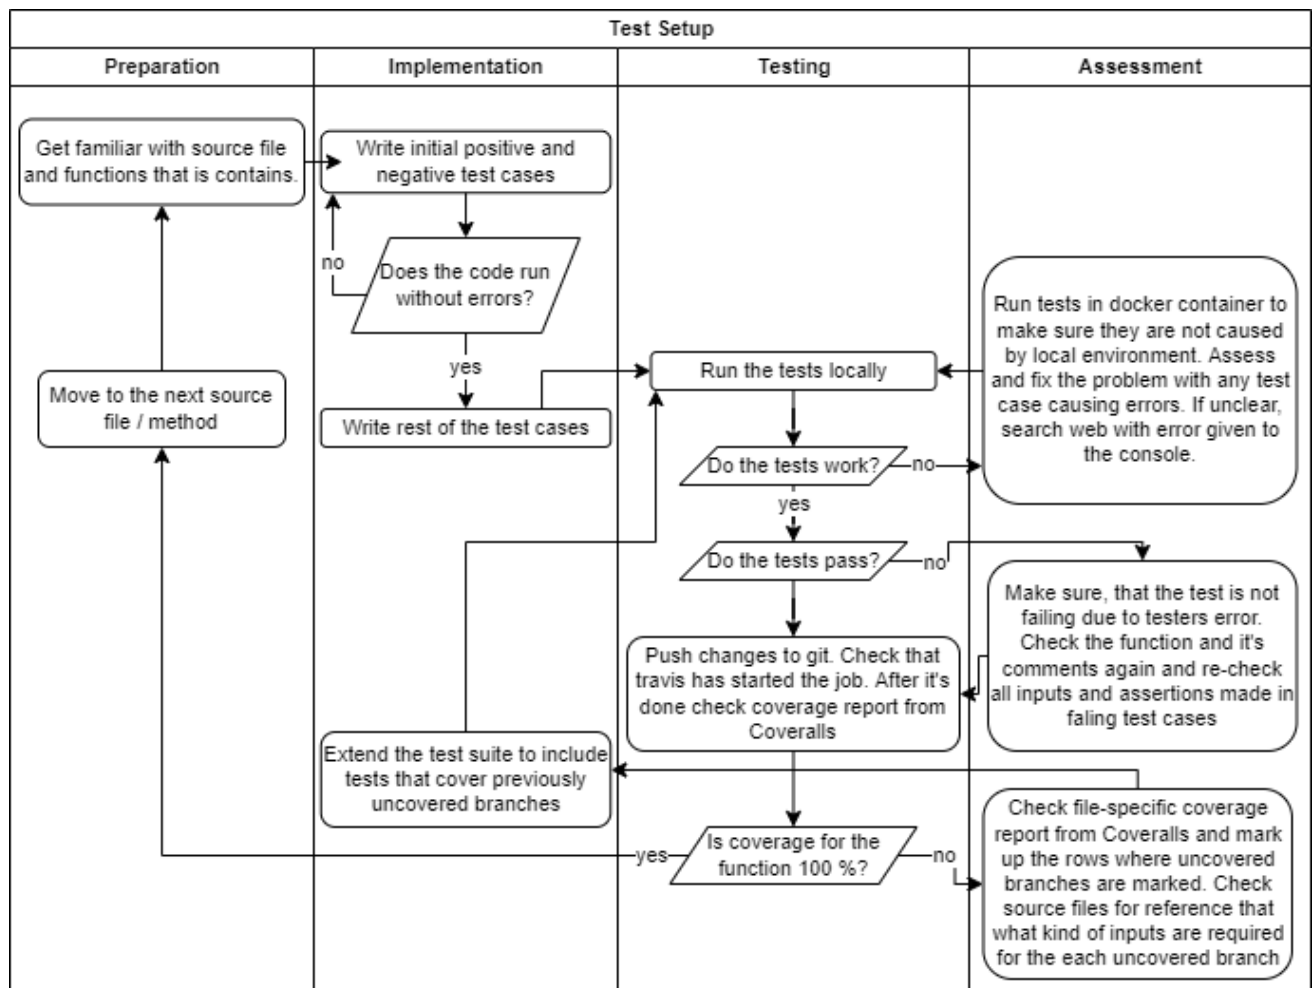 Test Setup
Preparation
Implementation
Testing
Assessment
Get familiar with source file
and functions that is contains.
Write initial positive and
negative test cases
no
Does the code run
without errors?
yes
Move to the next source
file / method
Write rest of the test cases
Run the tests locally
Run tests in docker container to
make sure they are not caused
by local environment. Assess
and fix the problem with any test
case causing errors. If unclear,
search web with error given to
the console.
Do the tests work?
no
yes
Do the tests pass?
no
Make sure, that the test is not
failing due to testers error.
Check the function and it's
comments again and re-check
all inputs and assertions made in
faling test cases
Push changes to git. Check that
travis has started the job. After it's
done check coverage report from
Coveralls
Extend the test suite to include
tests that cover previously
uncovered branches
yes
Is coverage for the
function 100 %?
no
Check file-specific coverage
report from Coveralls and mark
up the rows where uncovered
branches are marked. Check
source files for reference that
what kind of inputs are required
for the each uncovered branch